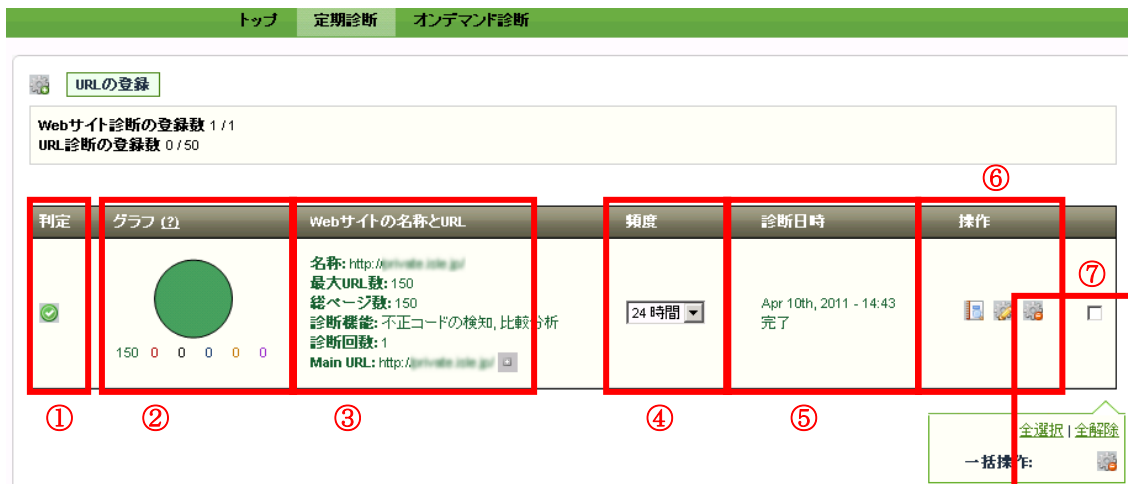 トップ 定期診断 オンデマンド診断
URLの登録
Webサイト診断の登録数 1 / 1
URL診断の登録数 0 / 50
⑥
判定 グラフ (?) Webサイトの名称とURL 頻度 診断日時 操作
⑦
名称: http://
最大URL数: 150
総ページ数: 150
診断機能: 不正コードの検知, 比較分析
診断回数: 1
Main URL: http:/
24 時間
Apr 10th, 2011 - 14:43
完了
150 0 0 0 0 0
① ② ③ ④ ⑤
全選択 | 全解除
一括操作: